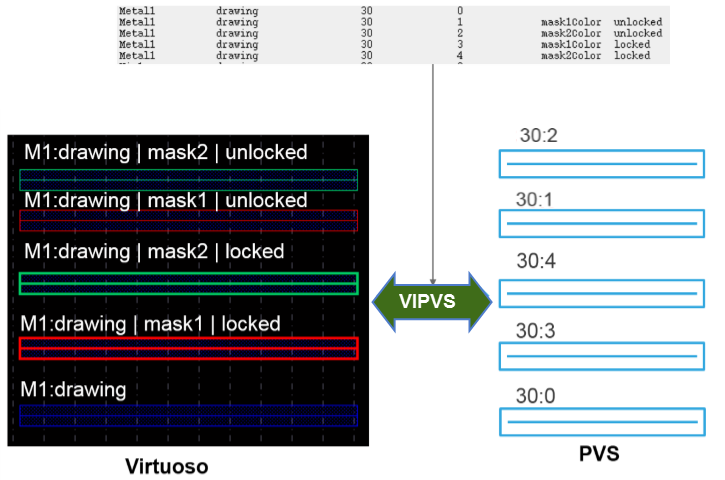 Metal1 drawing 30 0
Metal1 drawing 30 1 mask1Color unlocked
Metal1 drawing 30 2 mask2Color unlocked
Metal1 drawing 30 3 mask1Color locked
Metal1 drawing 30 4 mask2Color locked
M1:drawing | mask2 | unlocked
M1:drawing | mask1 | unlocked
M1:drawing | mask2 | locked
M1:drawing | mask1 | locked
M1:drawing
Virtuoso
VIPVS
30:2
30:1
30:4
30:3
30:0
PVS